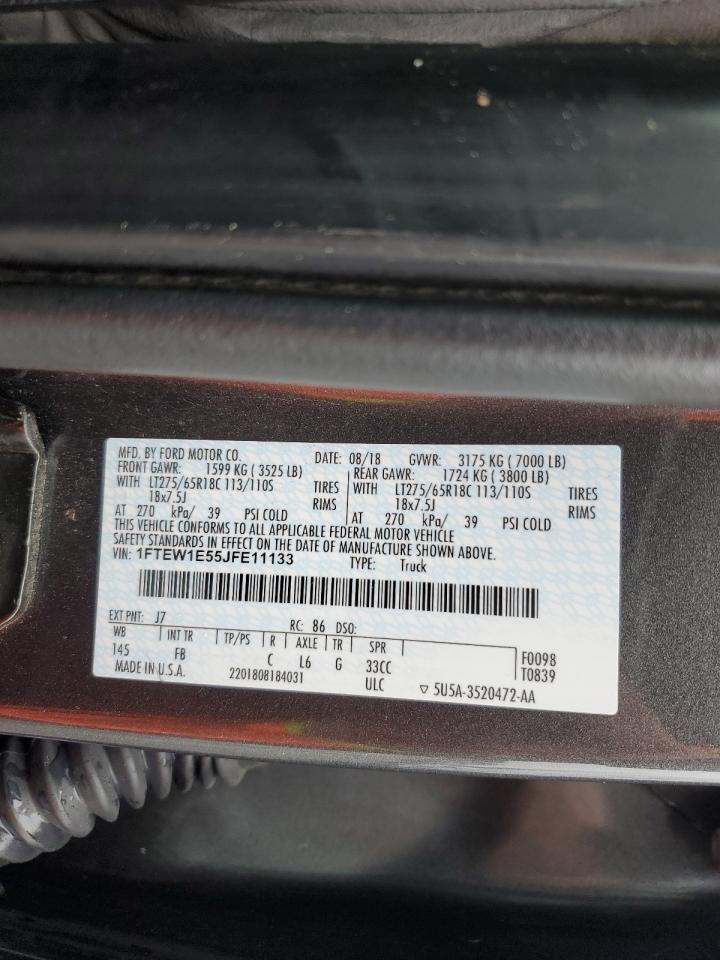 MFD. BY FORD MOTOR CO. DATE: 08/18 GVWR: 3175 KG ( 7000 LB)
FRONT GAWR: 1599 KG ( 3525 LB) REAR GAWR: 1724 KG ( 3800 LB)
WITH LT275/65R18C 113/110S TIRES WITH LT275/65R18C 113/110S TIRES
18x7.5J RIMS 18x7.5J RIMS
AT 270 kPa/ 39 PSI COLD AT 270 kPa/ 39 PSI COLD
THIS VEHICLE CONFORMS TO ALL APPLICABLE FEDERAL MOTOR VEHICLE
SAFETY STANDARDS IN EFFECT ON THE DATE OF MANUFACTURE SHOWN ABOVE.
VIN: 1FTEW1E55JFE11133 TYPE: Truck
EXT PNT: J7 RC: 86 DSO:
WB INT TR TP/PS R AXLE TR SPR F0098
145 FB C L6 G 33CC T0839
MADE IN U.S.A. 2201808184031 ULC ▽ 5U5A-3520472-AA